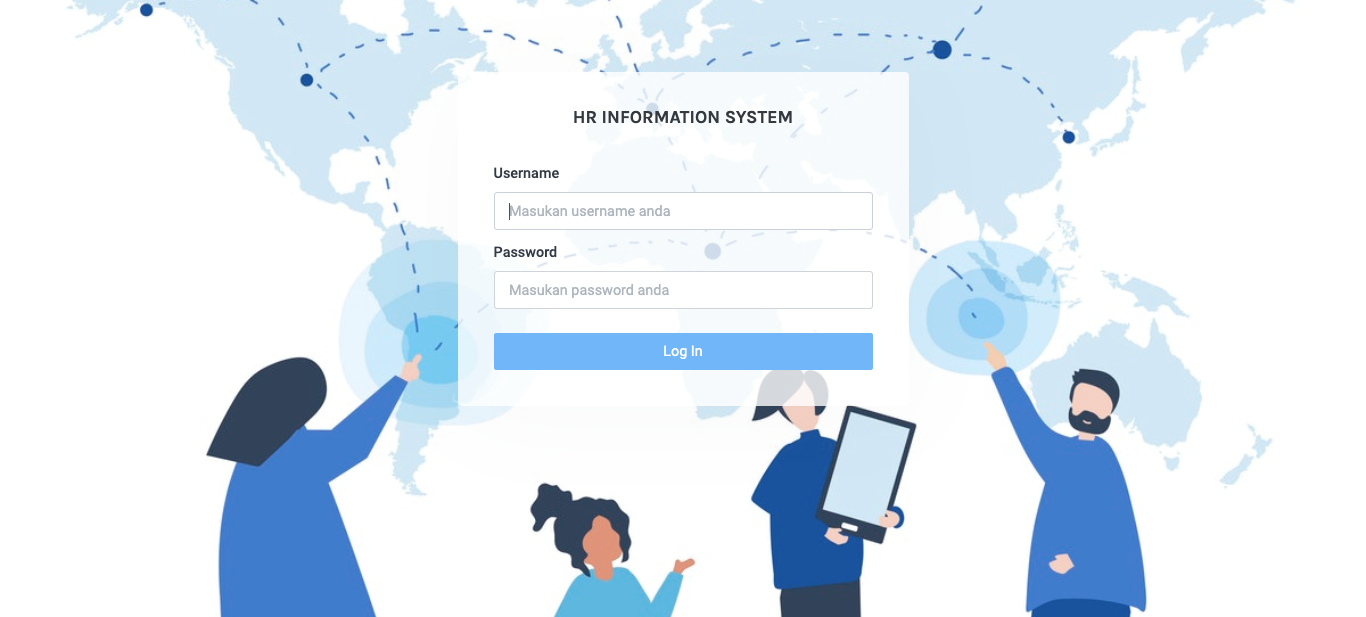 HR INFORMATION SYSTEM
Username
Masukan username anda
Password
Masukan password anda
Log In